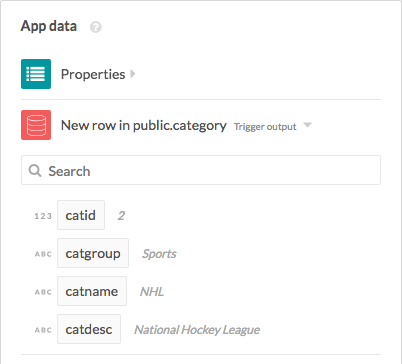 App data ?
Properties
New row in public.category Trigger output
Search
123 catid 2
ABC catgroup Sports
ABC catname NHL
ABC catdesc National Hockey League